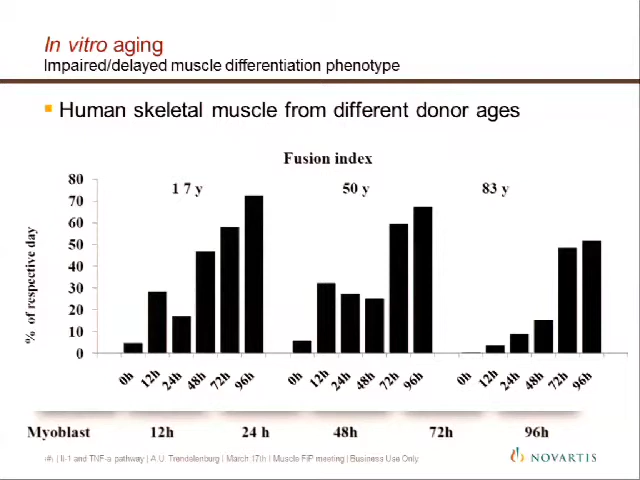 In vitro aging
Impaired/delayed muscle differentiation phenotype
Human skeletal muscle from different donor ages
Fusion index
17 y 50 y 83 y
% of respective day
80
70
60
50
40
30
20
10
0
0h 12h 24h 48h 72h 96h 0h 12h 24h 48h 72h 96h 0h 12h 24h 48h 72h 96h
Myoblast 12h 24 h 48h 72h 96h
| Il-1 and TNF-a pathway | A.U. Trendelenburg | March 17th | Muscle FiP meeting | Business Use Only
NOVARTIS